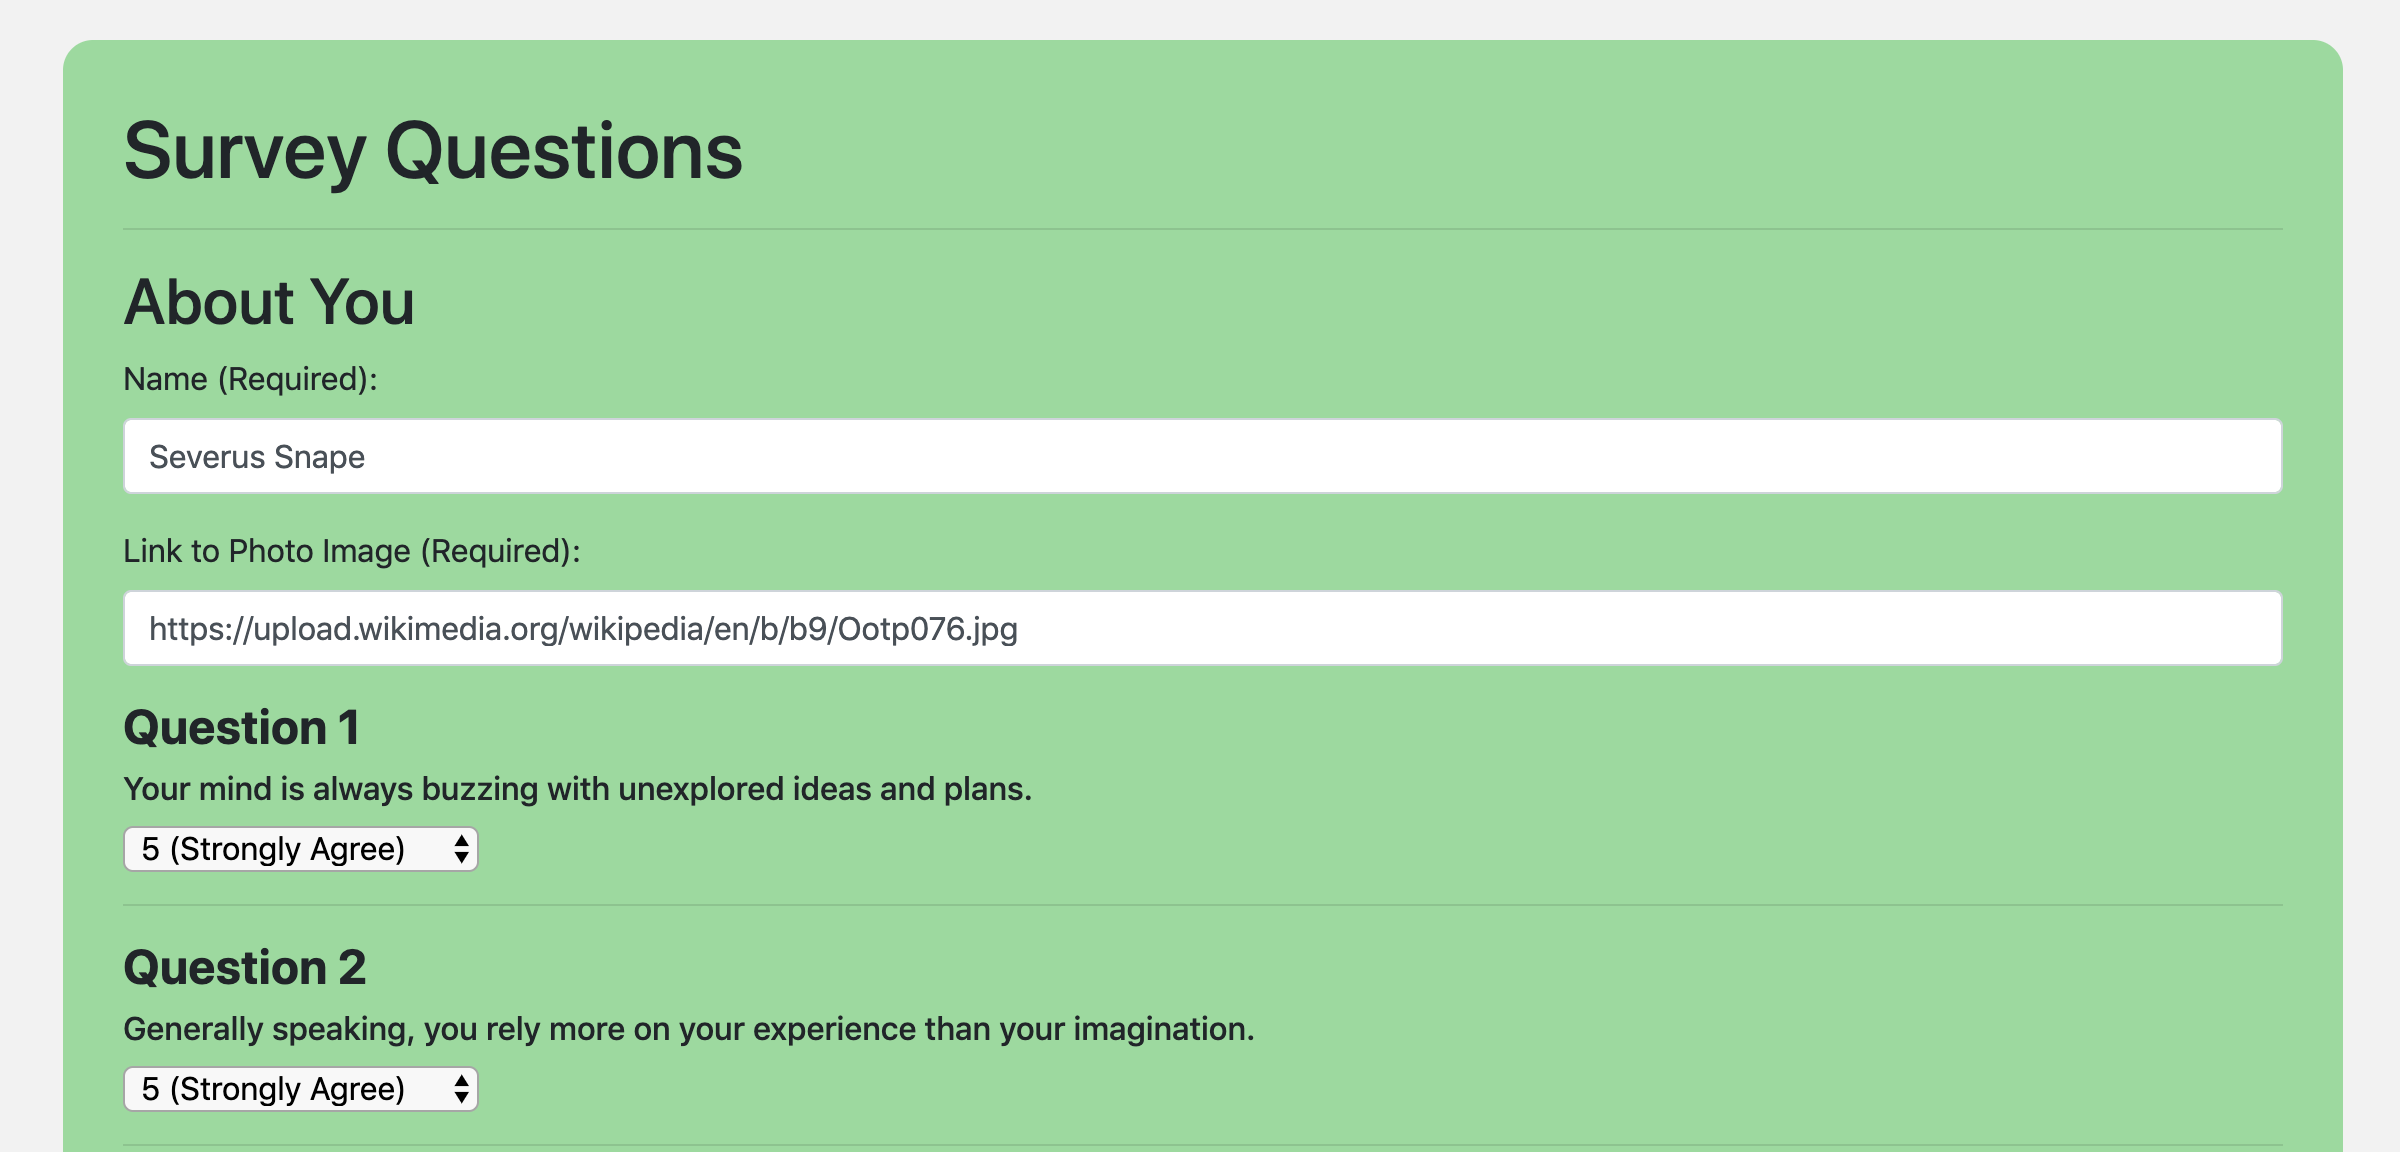 Survey Questions
About You
Name (Required):
Severus Snape
Link to Photo Image (Required):
https://upload.wikimedia.org/wikipedia/en/b/b9/Ootp076.jpg
Question 1
Your mind is always buzzing with unexplored ideas and plans.
5 (Strongly Agree)
Question 2
Generally speaking, you rely more on your experience than your imagination.
5 (Strongly Agree)